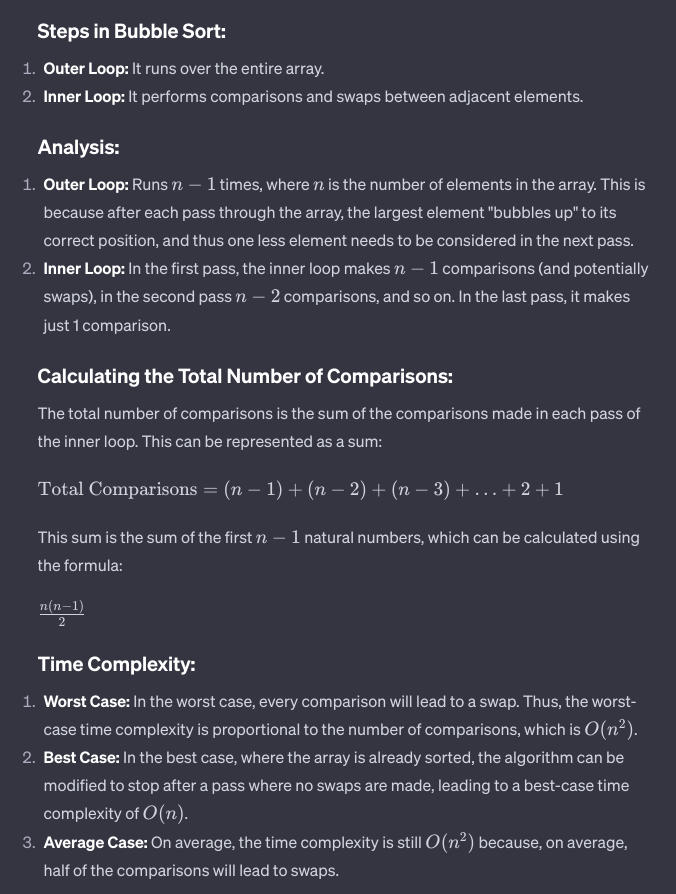 Steps in Bubble Sort:
1. Outer Loop: It runs over the entire array.
2. Inner Loop: It performs comparisons and swaps between adjacent elements.
Analysis:
1. Outer Loop: Runs n − 1 times, where n is the number of elements in the array. This is
because after each pass through the array, the largest element "bubbles up" to its
correct position, and thus one less element needs to be considered in the next pass.
2. Inner Loop: In the first pass, the inner loop makes n − 1 comparisons (and potentially
swaps), in the second pass n − 2 comparisons, and so on. In the last pass, it makes
just 1 comparison.
Calculating the Total Number of Comparisons:
The total number of comparisons is the sum of the comparisons made in each pass of
the inner loop. This can be represented as a sum:
Total Comparisons = (n − 1) + (n − 2) + (n − 3) + . . . + 2 + 1
This sum is the sum of the first n − 1 natural numbers, which can be calculated using
the formula:
n(n−1)
2
Time Complexity:
1. Worst Case: In the worst case, every comparison will lead to a swap. Thus, the worst-
case time complexity is proportional to the number of comparisons, which is O(n²).
2. Best Case: In the best case, where the array is already sorted, the algorithm can be
modified to stop after a pass where no swaps are made, leading to a best-case time
complexity of O(n).
3. Average Case: On average, the time complexity is still O(n²) because, on average,
half of the comparisons will lead to swaps.